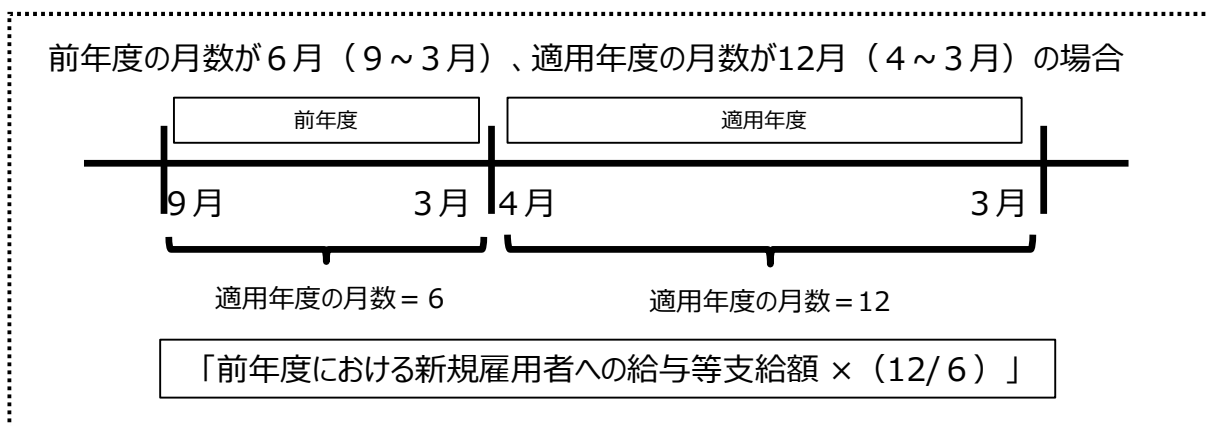 前年度の月数が６月（９～３月）、適用年度の月数が12月（４～３月）の場合
前年度 適用年度
９月 ３月 ４月 ３月
適用年度の月数＝６ 適用年度の月数＝12
「前年度における新規雇用者への給与等支給額 ×（12/６）」